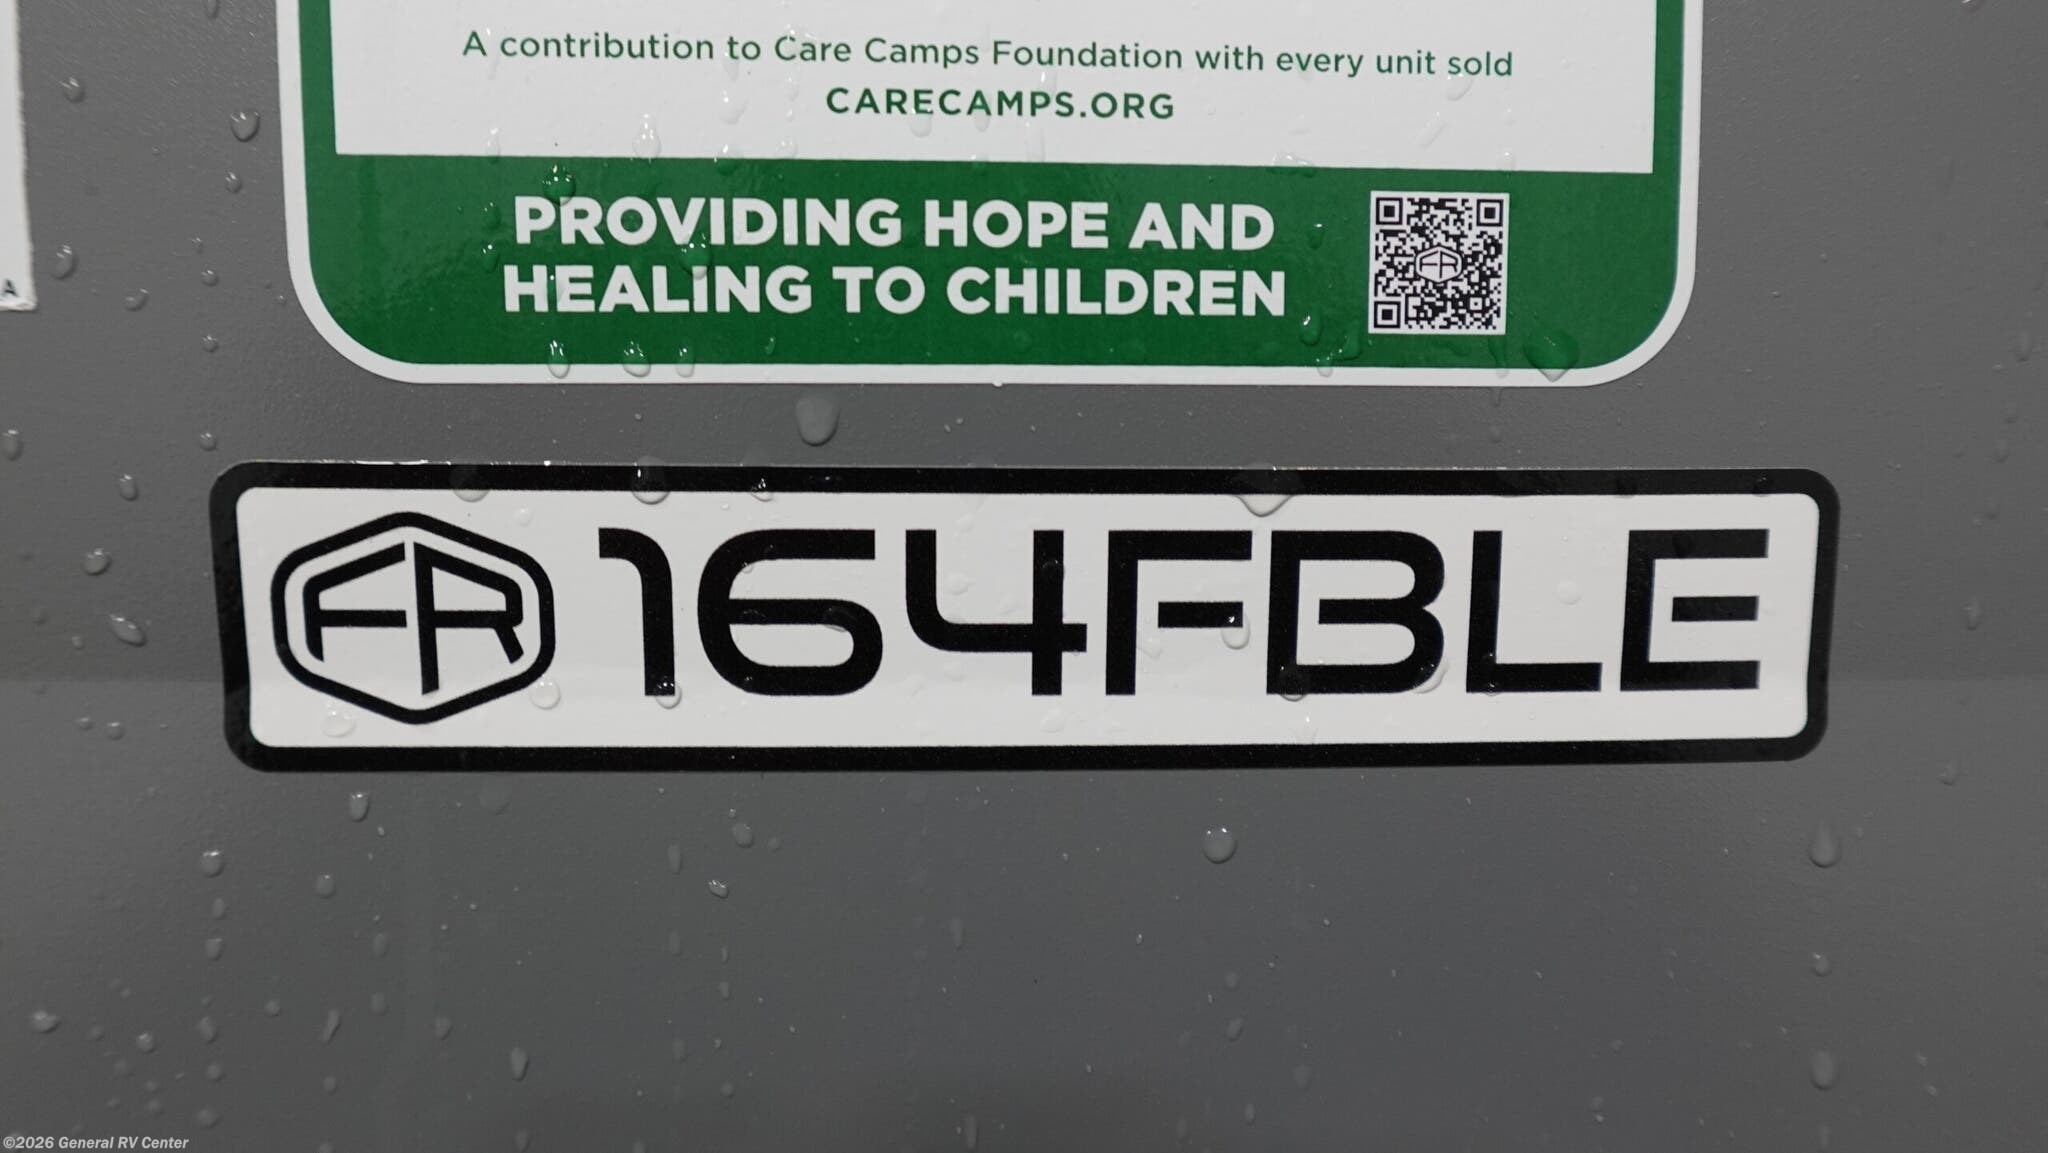 A contribution to Care Camps Foundation with every unit sold
CARECAMPS.ORG
PROVIDING HOPE AND
HEALING TO CHILDREN
FR
A
FR 164FBLE
©2026 General RV Center